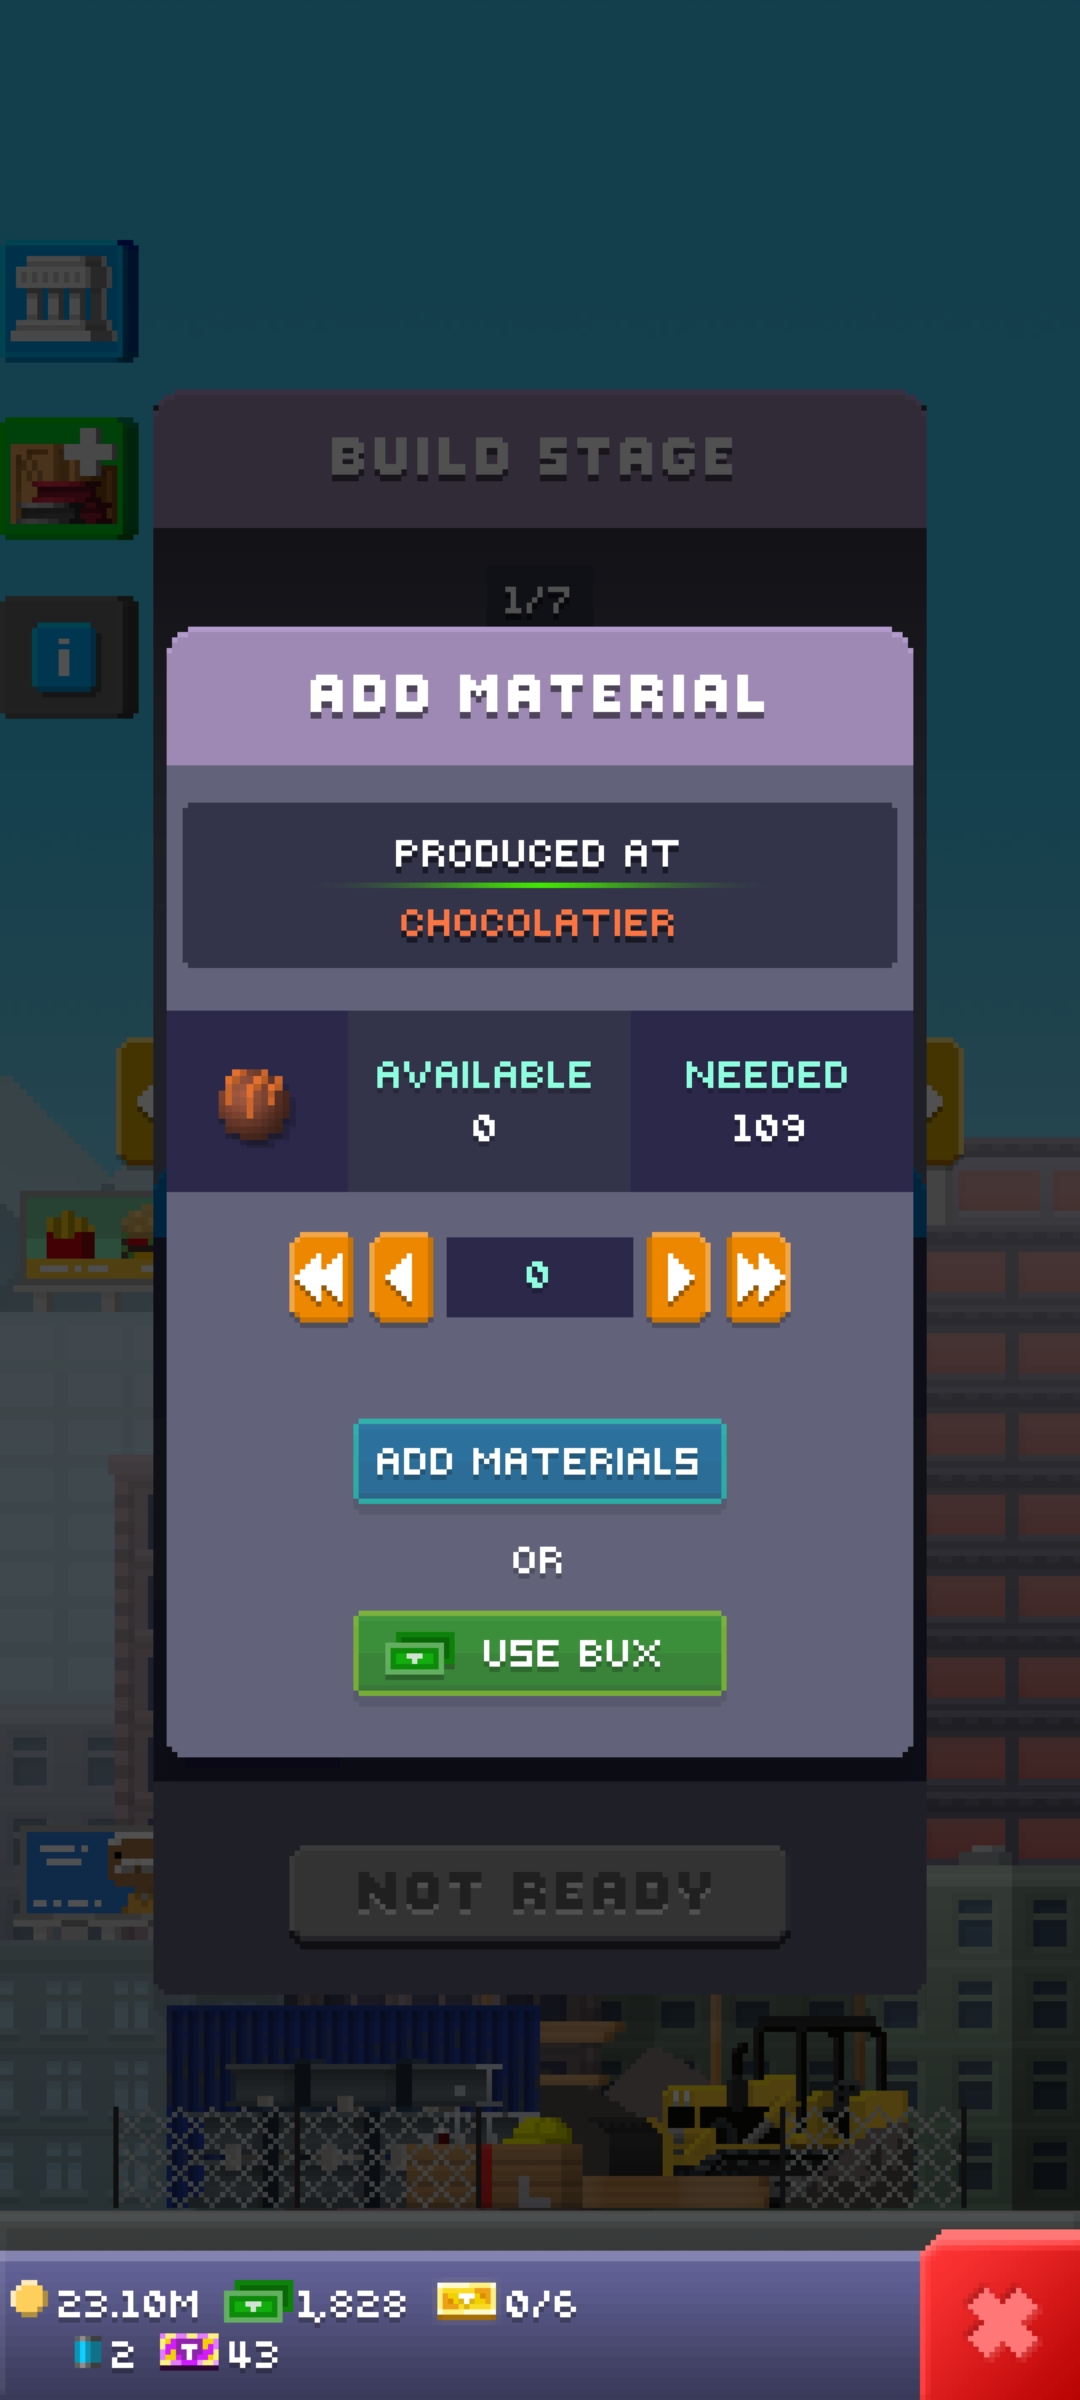 BUILD STAGE
1/7
ADD MATERIAL
PRODUCED AT
CHOCOLATIER
AVAILABLE
0
NEEDED
109
0
ADD MATERIALS
OR
USE BUX
NOT READY
23.10M 1,828 0/6
2 43